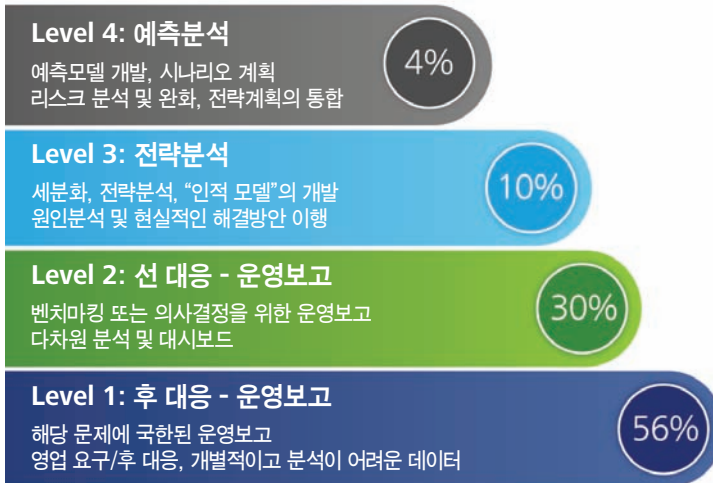 Level 4: 예측분석
예측모델 개발, 시나리오 계획
리스크 분석 및 완화, 전략계획의 통합
4%
Level 3: 전략분석
세분화, 전략분석, “인적 모델”의 개발
원인분석 및 현실적인 해결방안 이행
10%
Level 2: 선 대응 - 운영보고
벤치마킹 또는 의사결정을 위한 운영보고
다차원 분석 및 대시보드
30%
Level 1: 후 대응 - 운영보고
해당 문제에 국한된 운영보고
영업 요구/후 대응, 개별적이고 분석이 어려운 데이터
56%